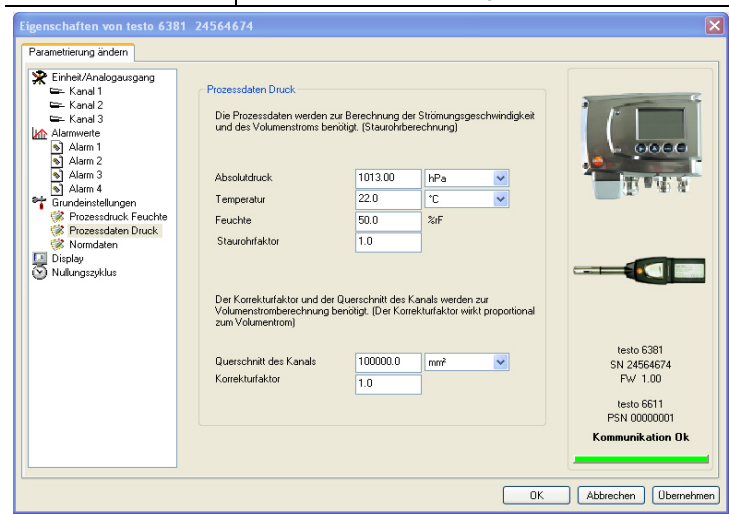 Eigenschaften von testo 6381 24564674
Parametrierung ändern
Einheit/Analogausgang
Kanal 1
Kanal 2
Kanal 3
Alarmwerte
Alarm 1
Alarm 2
Alarm 3
Alarm 4
Grundeinstellungen
Prozessdruck Feuchte
Prozessdaten Druck
Normdaten
Display
Nullungszyklus
Prozessdaten Druck
Die Prozessdaten werden zur Berechnung der Strömungsgeschwindigkeit
und des Volumenstroms benötigt. (Staurohrberechnung)
Absolutdruck 1013.00 hPa
Temperatur 22.0 °C
Feuchte 50.0 %rF
Staurohrfaktor 1.0
Der Korrekturfaktor und der Querschnitt des Kanals werden zur
Volumenstromberechnung benötigt. (Der Korrekturfaktor wirkt proportional
zum Volumentrom)
Querschnitt des Kanals 100000.0 mm²
Korrekturfaktor 1.0
testo 6381
SN 24564674
FW 1.00
testo 6611
PSN 00000001
Kommunikation Ok
OK Abbrechen Übernehmen